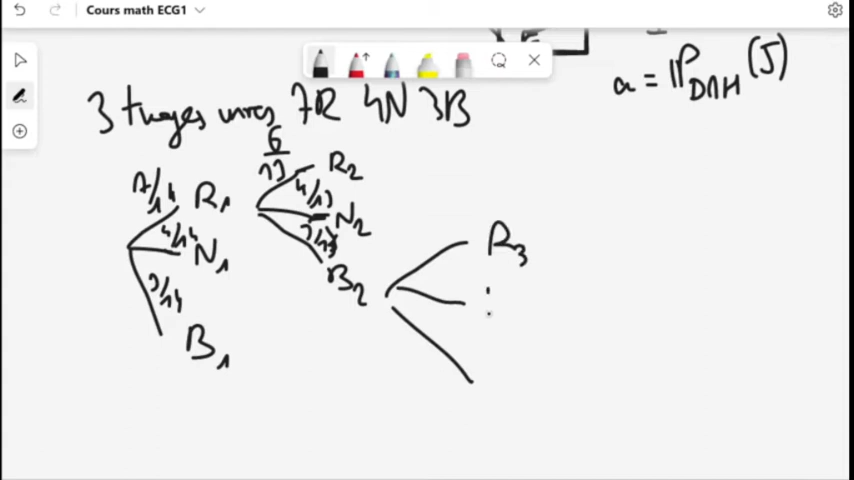 Cours math ECG1
a = ℙ_{D∩H} (J)
3 tirages urnes 7R 4N 3B
6/13 R₂
7/14 R₁ 4/13 N₂
4/14 N₁ 3/13 B₂
3/14 B₁
R₃